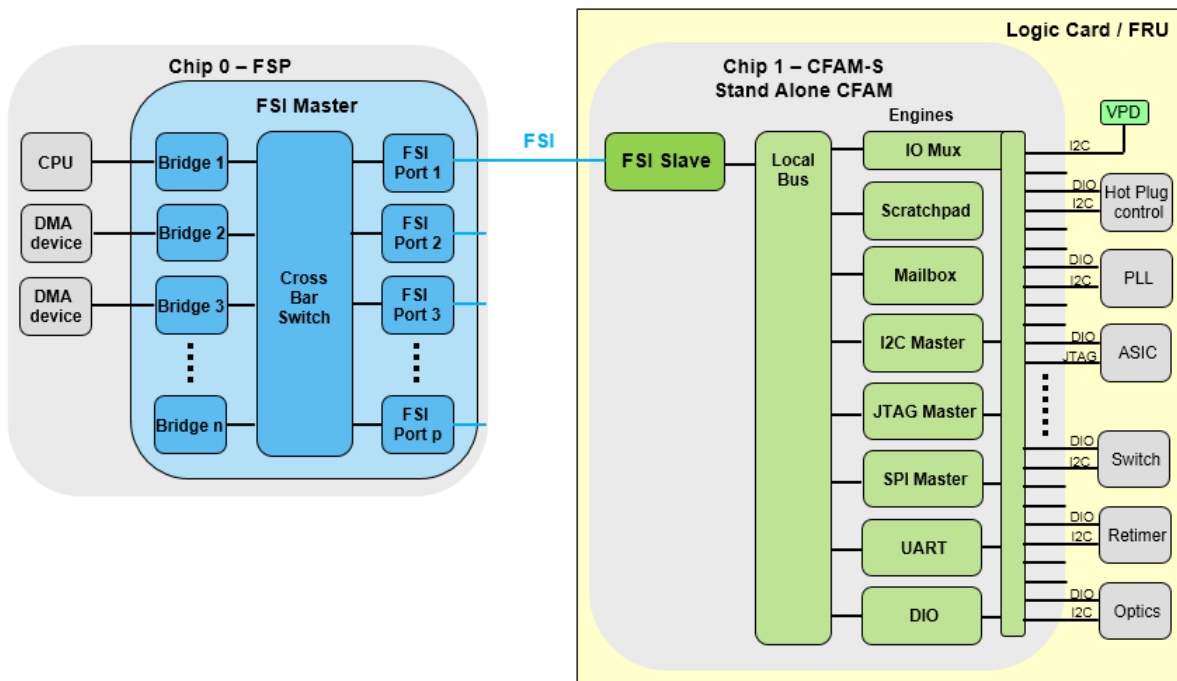 Logic Card / FRU
Chip 0 – FSP
FSI Master
CPU
Bridge 1
FSI
Port 1
DMA
device
Bridge 2
FSI
Port 2
DMA
device
Bridge 3
FSI
Port 3
Cross
Bar
Switch
Bridge n
FSI
Port p
FSI
Chip 1 – CFAM-S
Stand Alone CFAM
FSI Slave
Local
Bus
Engines
IO Mux
Scratchpad
Mailbox
I2C Master
JTAG Master
SPI Master
UART
DIO
VPD
I2C
DIO
I2C
Hot Plug
control
DIO
I2C
PLL
DIO
JTAG
ASIC
DIO
I2C
Switch
DIO
I2C
Retimer
DIO
I2C
Optics